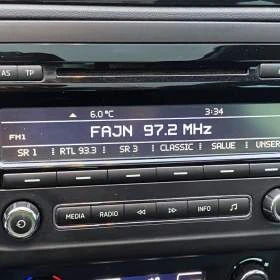 AS TP
6.0°C 3:34
FM1 FAJN 97.2 MHz
SR 1 RTL 93.3 SR 3 CLASSIC SALUE UNSER
MEDIA RADIO INFO